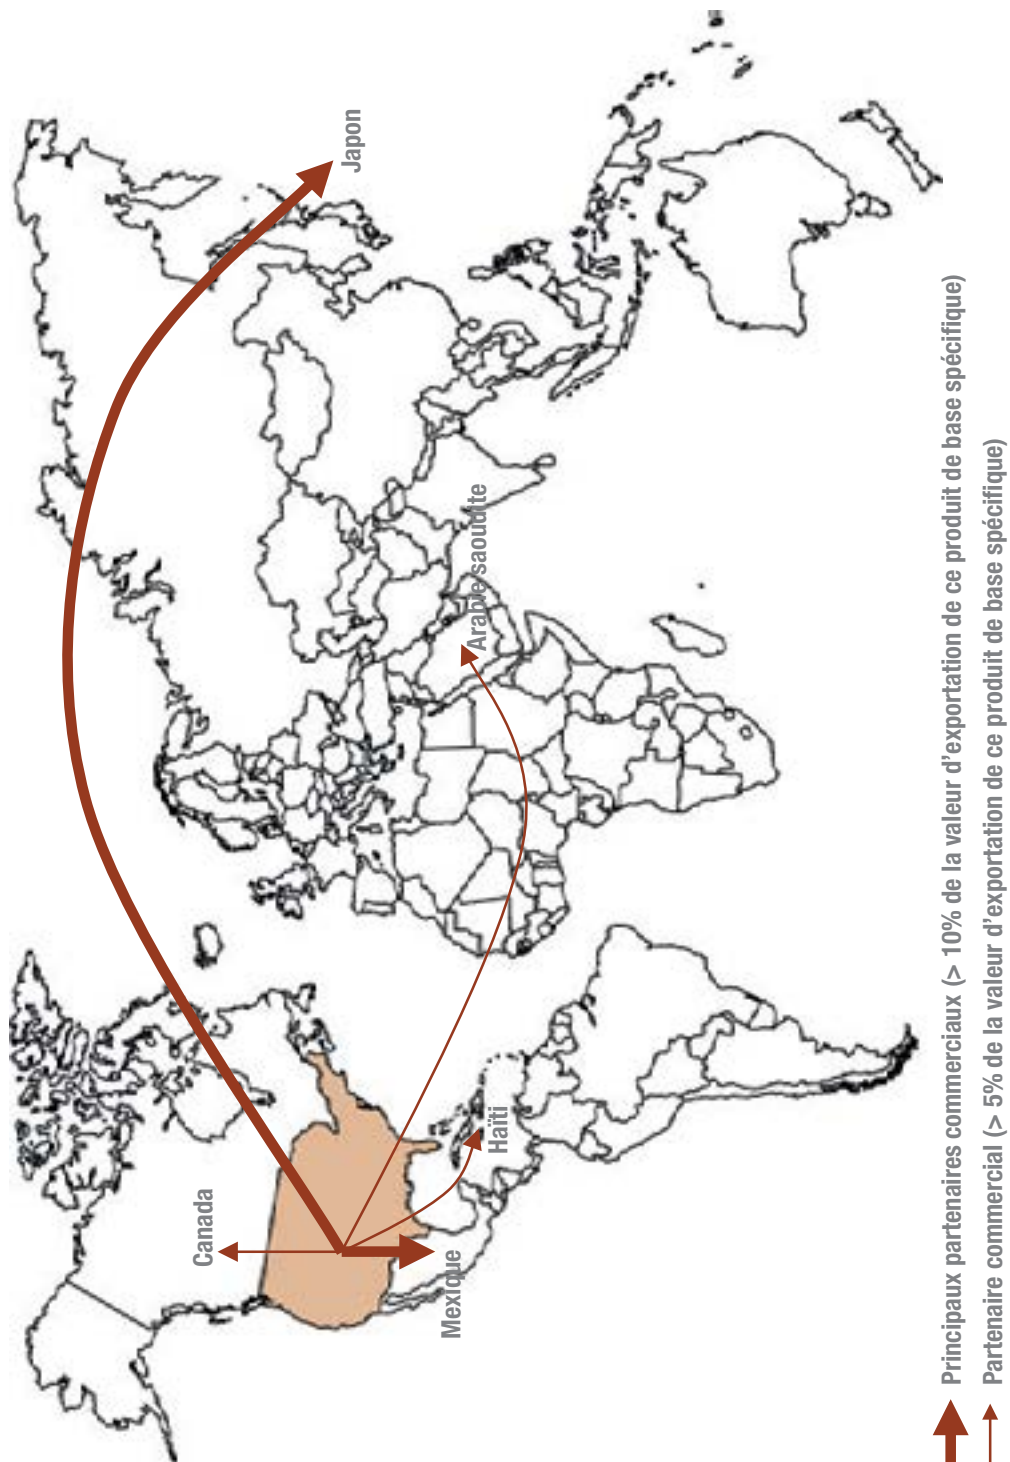 Canada
Mexique
Haïti
Arabie saoudite
Japon
Principaux partenaires commerciaux (> 10% de la valeur d'exportation de ce produit de base spécifique)
Partenaire commercial (> 5% de la valeur d'exportation de ce produit de base spécifique)